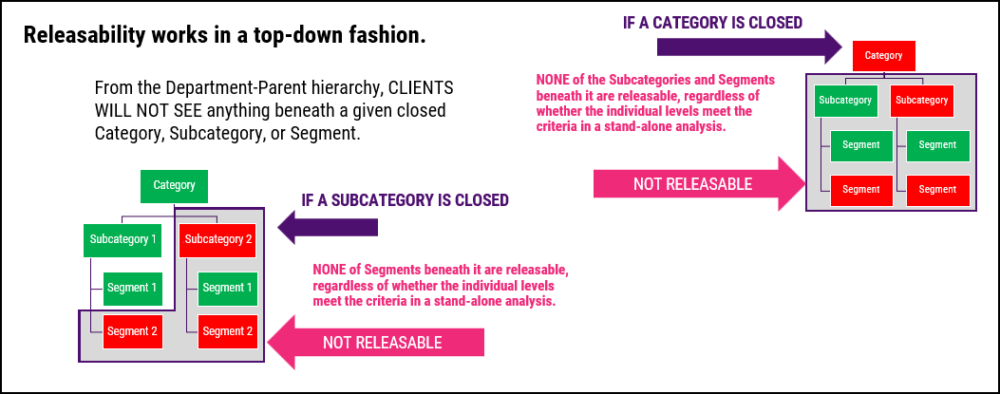 Releasability works in a top-down fashion.
From the Department-Parent hierarchy, CLIENTS
WILL NOT SEE anything beneath a given closed
Category, Subcategory, or Segment.
IF A CATEGORY IS CLOSED
NONE of the Subcategories and Segments
beneath it are releasable, regardless of
whether the individual levels meet the
criteria in a stand-alone analysis.
NOT RELEASABLE
Category
Subcategory
Subcategory
Segment
Segment
Segment
Segment
Category
Subcategory 1
Subcategory 2
Segment 1
Segment 1
Segment 2
Segment 2
IF A SUBCATEGORY IS CLOSED
NONE of Segments beneath it are releasable,
regardless of whether the individual levels
meet the criteria in a stand-alone analysis.
NOT RELEASABLE